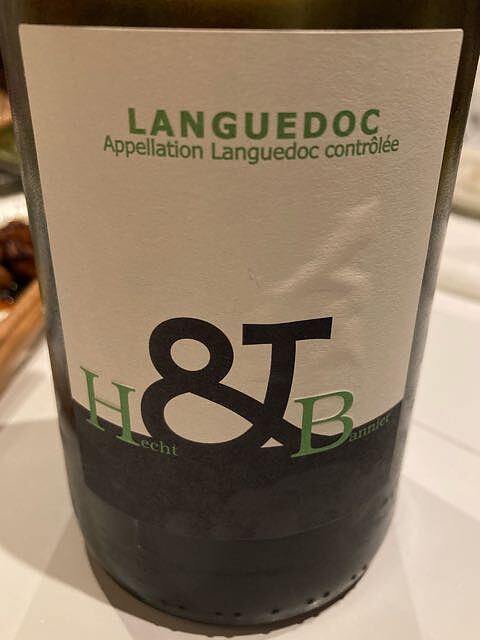 LANGUEDOC
Appellation Languedoc contrôlée
Hecht & Bannier